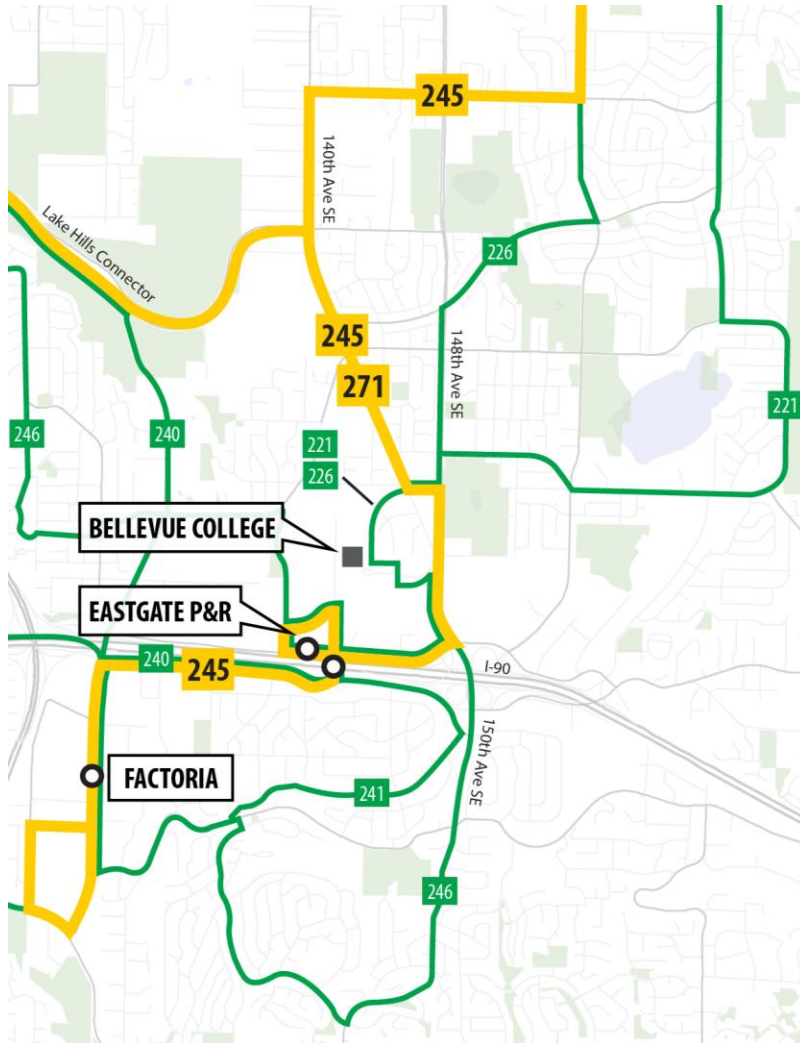 245
140th Ave SE
Lake Hills Connector
226
245
148th Ave SE
271
221
246
240
221
226
BELLEVUE COLLEGE
EASTGATE P&R
240
245
I-90
150th Ave SE
FACTORIA
241
246